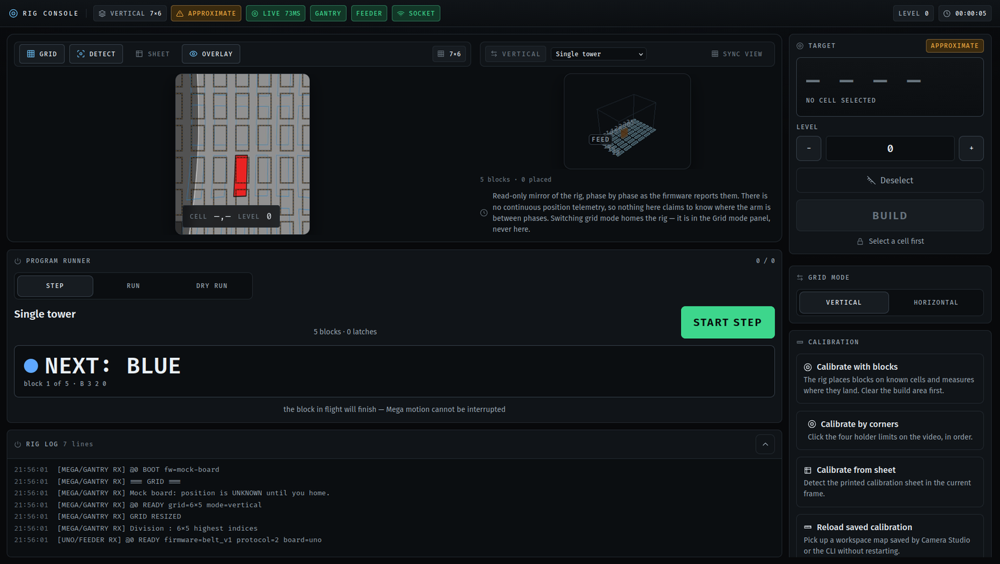 RIG CONSOLE
VERTICAL 7×6
APPROXIMATE
LIVE 73MS
GANTRY
FEEDER
SOCKET
LEVEL 0
00:00:05
GRID
DETECT
SHEET
OVERLAY
7×6
CELL —,— LEVEL 0
VERTICAL
Single tower
SYNC VIEW
FEED
5 blocks · 0 placed
Read-only mirror of the rig, phase by phase as the firmware reports them. There is
no continuous position telemetry, so nothing here claims to know where the arm is
between phases. Switching grid mode homes the rig — it is in the Grid mode panel,
never here.
PROGRAM RUNNER
0 / 0
STEP
RUN
DRY RUN
Single tower
5 blocks · 0 latches
START STEP
NEXT: BLUE
block 1 of 5 · B 3 2 0
the block in flight will finish — Mega motion cannot be interrupted
RIG LOG 7 lines
21:56:01 [MEGA/GANTRY RX] @0 BOOT fw=mock-board
21:56:01 [MEGA/GANTRY RX] === GRID ===
21:56:01 [MEGA/GANTRY RX] Mock board: position is UNKNOWN until you home.
21:56:01 [MEGA/GANTRY RX] @0 READY grid=6×5 mode=vertical
21:56:01 [MEGA/GANTRY RX] GRID RESIZED
21:56:01 [MEGA/GANTRY RX] Division : 6×5 highest indices
21:56:01 [UNO/FEEDER RX] @0 READY firmware=belt_v1 protocol=2 board=uno
TARGET
APPROXIMATE
— — — —
NO CELL SELECTED
LEVEL
−
0
+
Deselect
BUILD
Select a cell first
GRID MODE
VERTICAL
HORIZONTAL
CALIBRATION
Calibrate with blocks
The rig places blocks on known cells and measures
where they land. Clear the build area first.
Calibrate by corners
Click the four holder limits on the video, in order.
Calibrate from sheet
Detect the printed calibration sheet in the current
frame.
Reload saved calibration
Pick up a workspace map saved by Camera Studio
or the CLI without restarting.